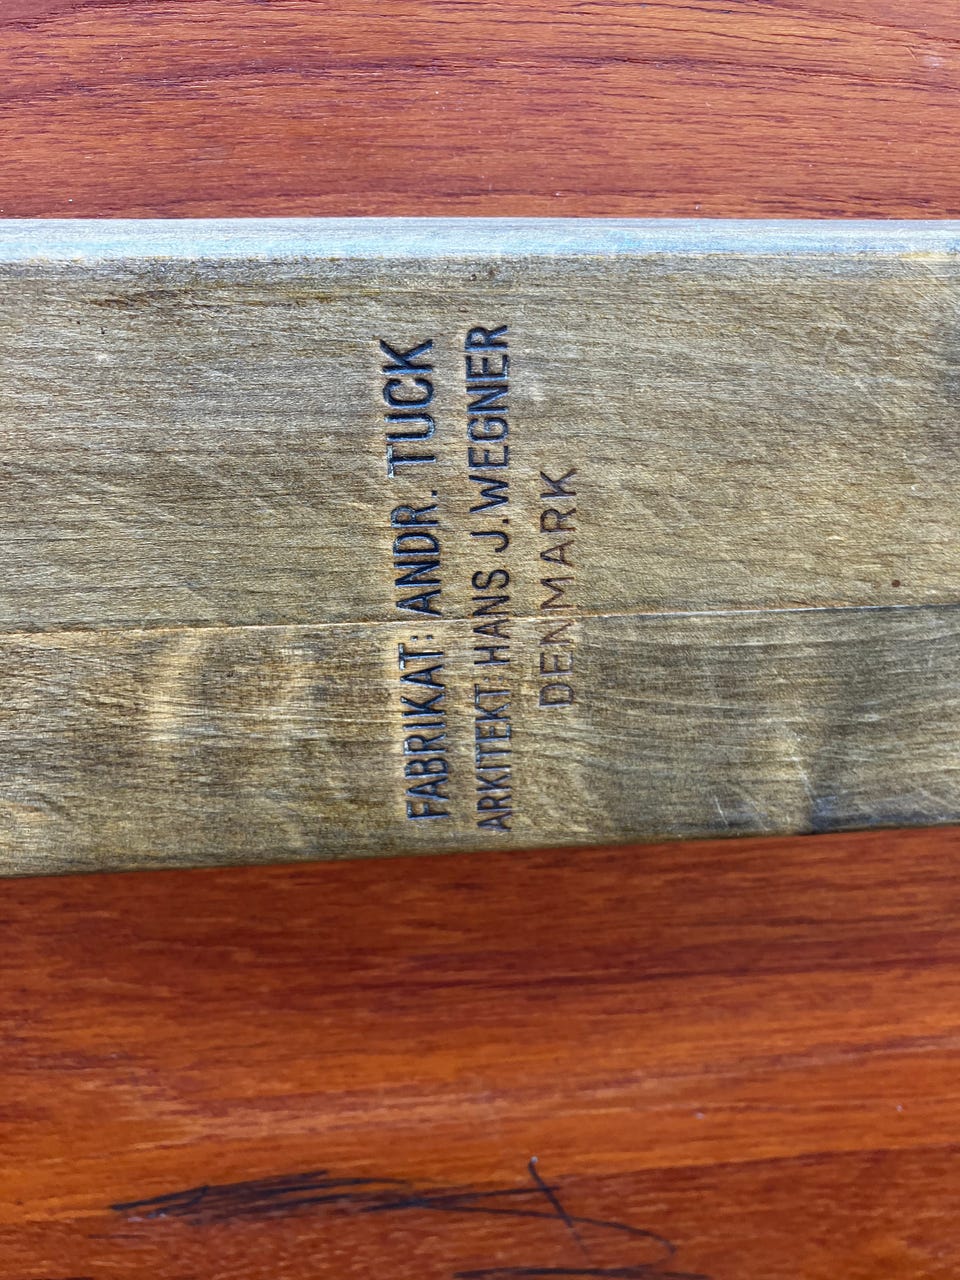 FABRIKAT: ANDR. TUCK
ARKITEKT HANS J. WEGNER
DENMARK